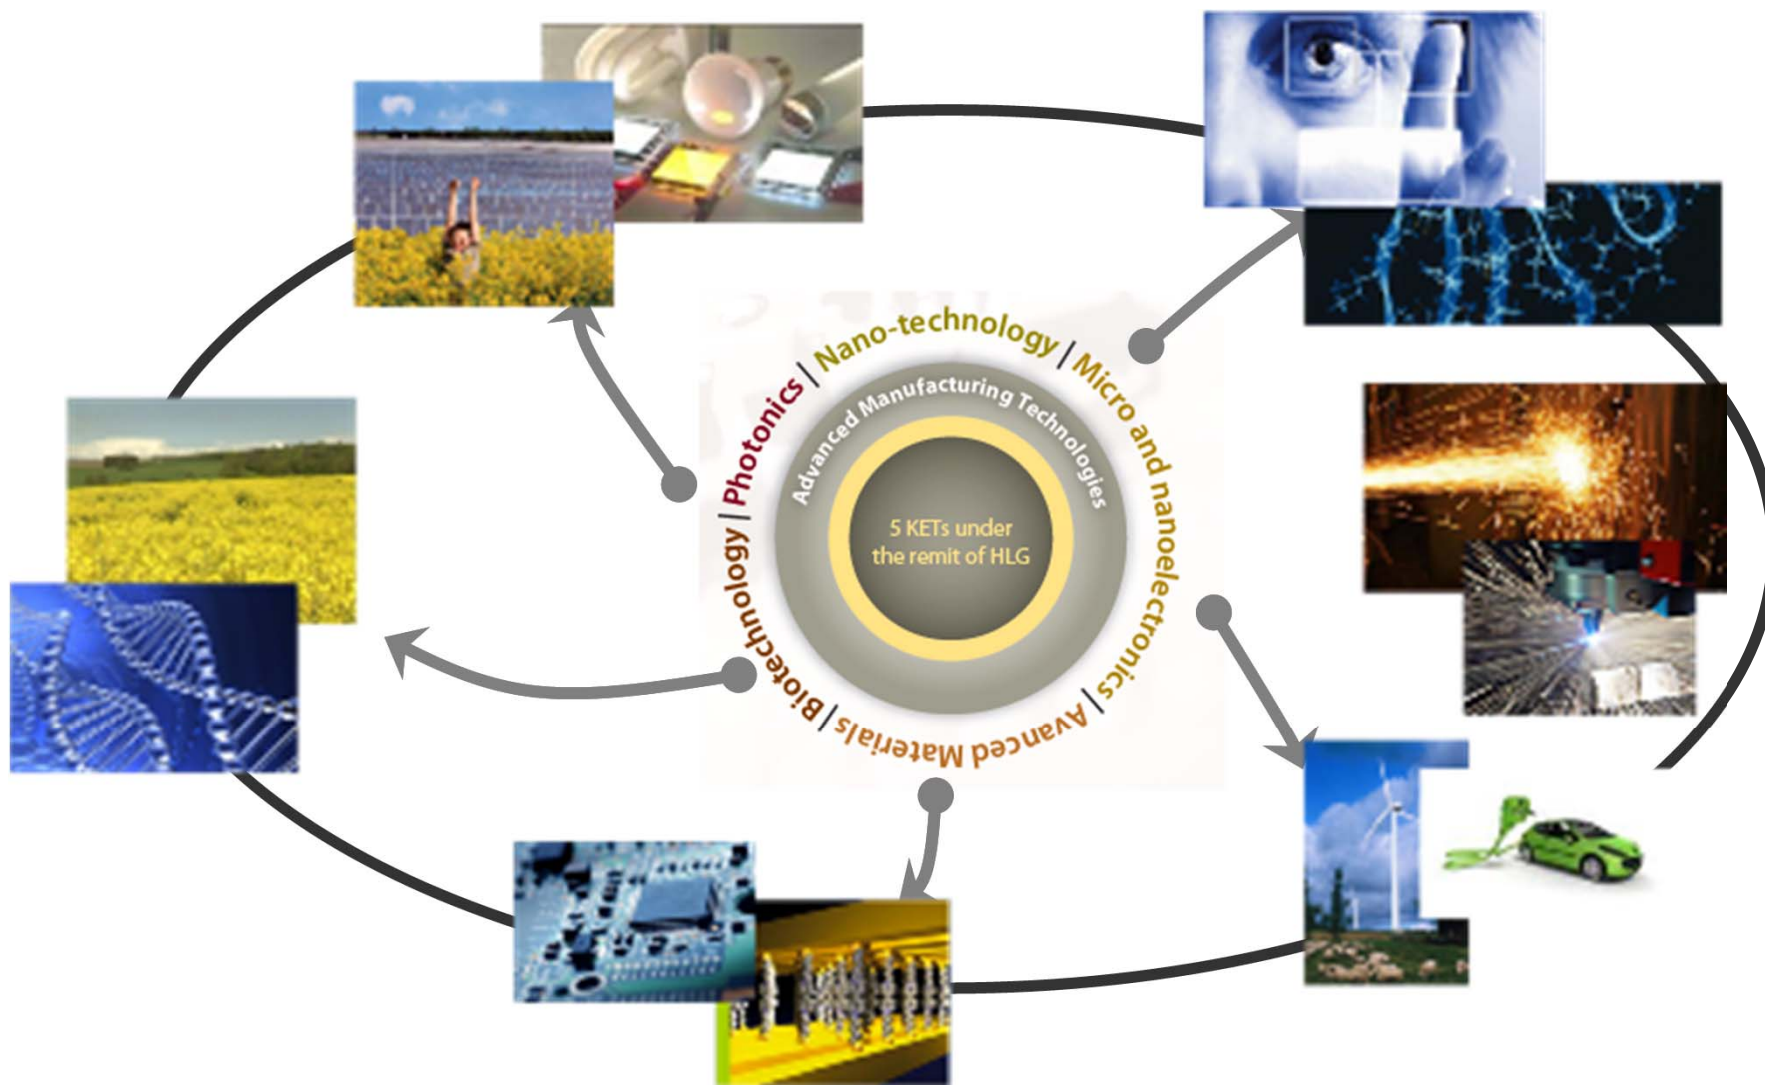 Biotechnology | Photonics | Nano-technology | Micro and nanoelectronics | Avanced Materials |
Advanced Manufacturing Technologies
5 KETs under
the remit of HLG